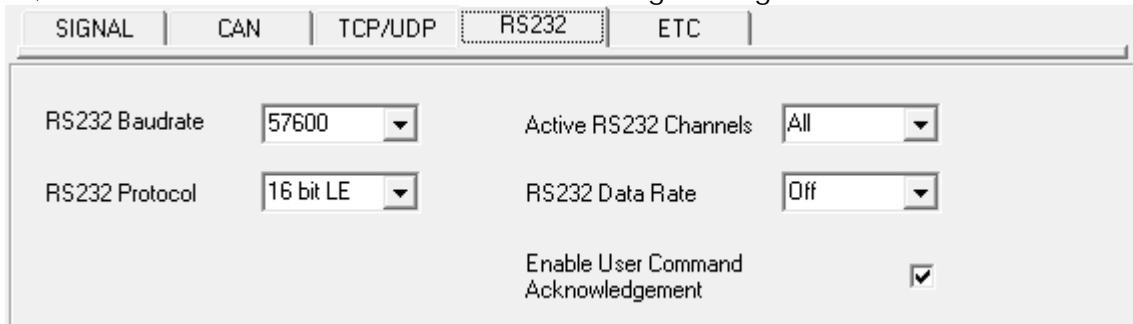 SIGNAL CAN TCP/UDP RS232 ETC
RS232 Baudrate 57600 Active RS232 Channels All
RS232 Protocol 16 bit LE RS232 Data Rate Off
Enable User Command
Acknowledgement